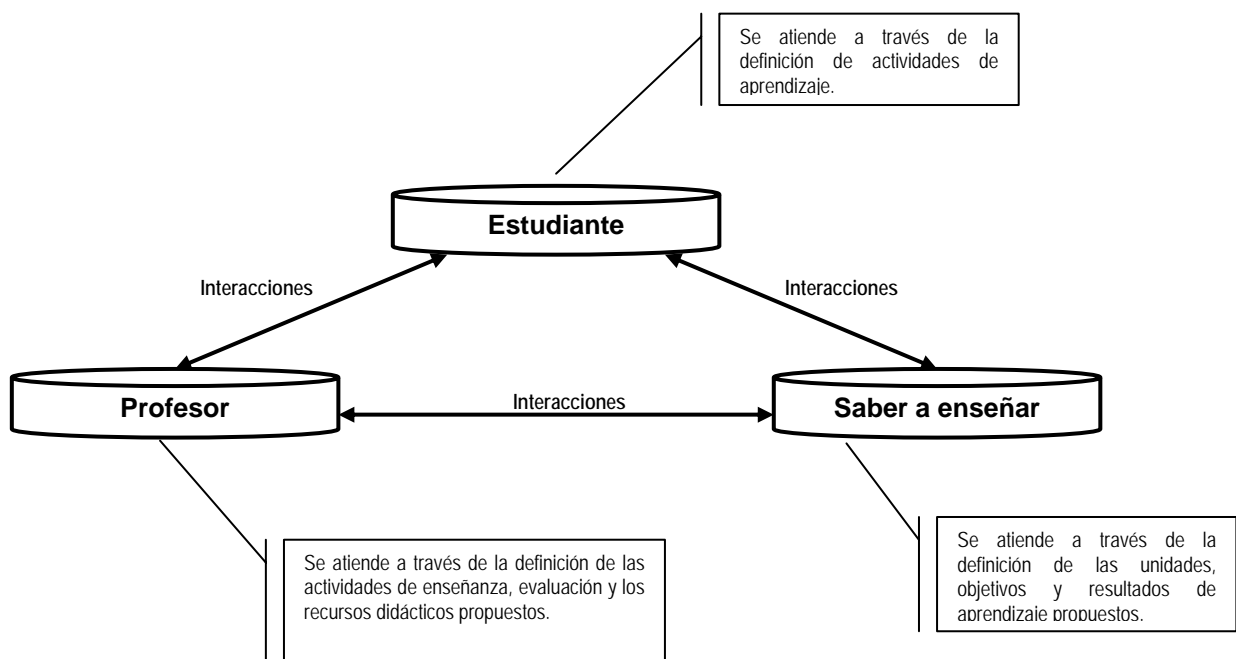 Se atiende a través de la
definición de actividades de
aprendizaje.
Estudiante
Interacciones
Interacciones
Profesor
Interacciones
Saber a enseñar
Se atiende a través de la definición de las
actividades de enseñanza, evaluación y los
recursos didácticos propuestos.
Se atiende a través de la
definición de las unidades,
objetivos y resultados de
aprendizaje propuestos.